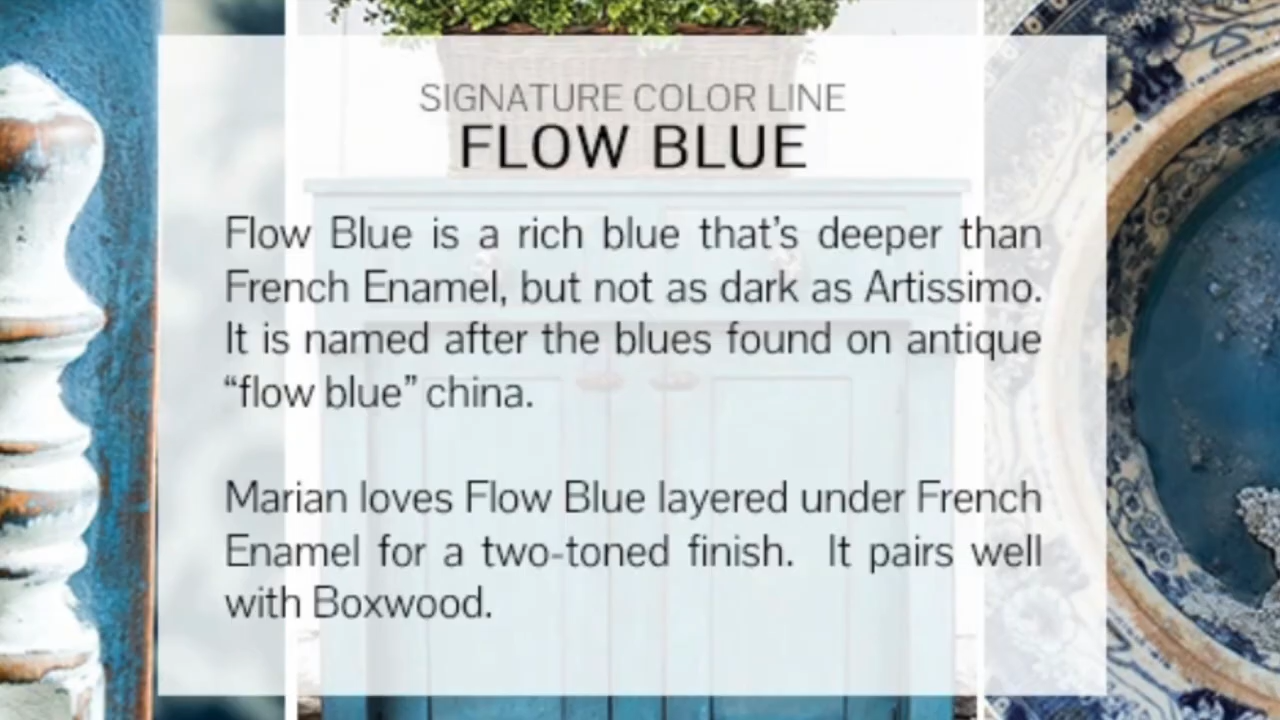 SIGNATURE COLOR LINE
FLOW BLUE
Flow Blue is a rich blue that’s deeper than
French Enamel, but not as dark as Artissimo.
It is named after the blues found on antique
“flow blue” china.
Marian loves Flow Blue layered under French
Enamel for a two-toned finish.  It pairs well
with Boxwood.